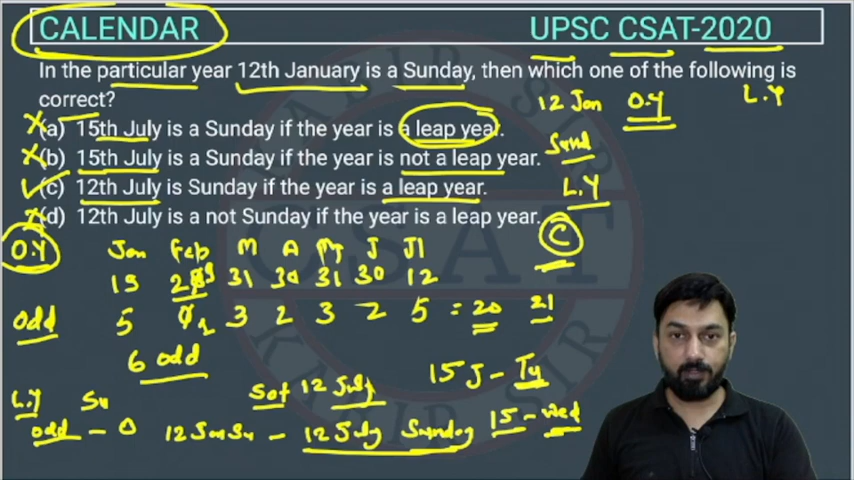 CALENDAR UPSC CSAT-2020
In the particular year 12th January is a Sunday, then which one of the following is
correct?
12 Jan O.Y L.Y
(a) 15th July is a Sunday if the year is a leap year.
(b) 15th July is a Sunday if the year is not a leap year.
Sund
(c) 12th July is Sunday if the year is a leap year.
L.Y
(d) 12th July is a not Sunday if the year is a leap year.
C
O.Y Jan Feb M A My J Jl
19 31 30 31 30 12
odd 5 3 2 3 2 5 = 20 21
6 odd
Sat 12 July 15 J - Ty
L.Y Su
odd - 0 12 Jan Su - 12 July Sunday 15 - Wed
CSAT
KABIR SIR